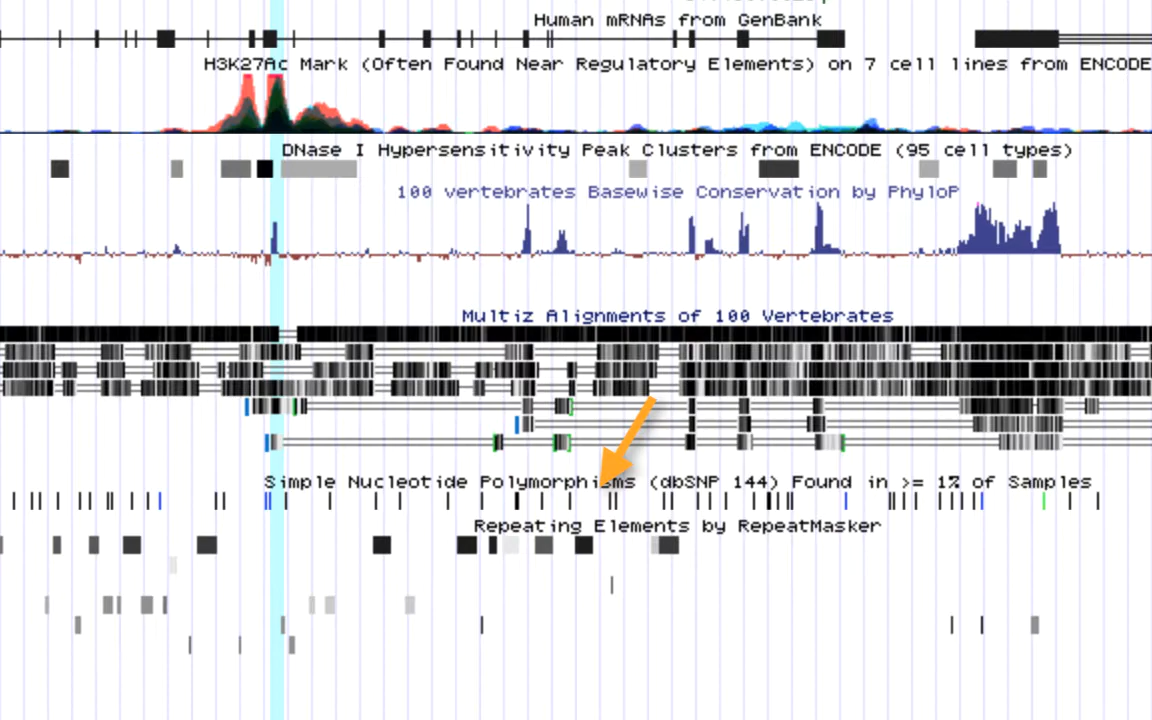 Human mRNAs from GenBank
H3K27Ac Mark (Often Found Near Regulatory Elements) on 7 cell lines from ENCODE
DNase I Hypersensitivity Peak Clusters from ENCODE (95 cell types)
100 vertebrates Basewise Conservation by PhyloP
Multiz Alignments of 100 Vertebrates
Simple Nucleotide Polymorphisms (dbSNP 144) Found in >= 1% of Samples
Repeating Elements by RepeatMasker